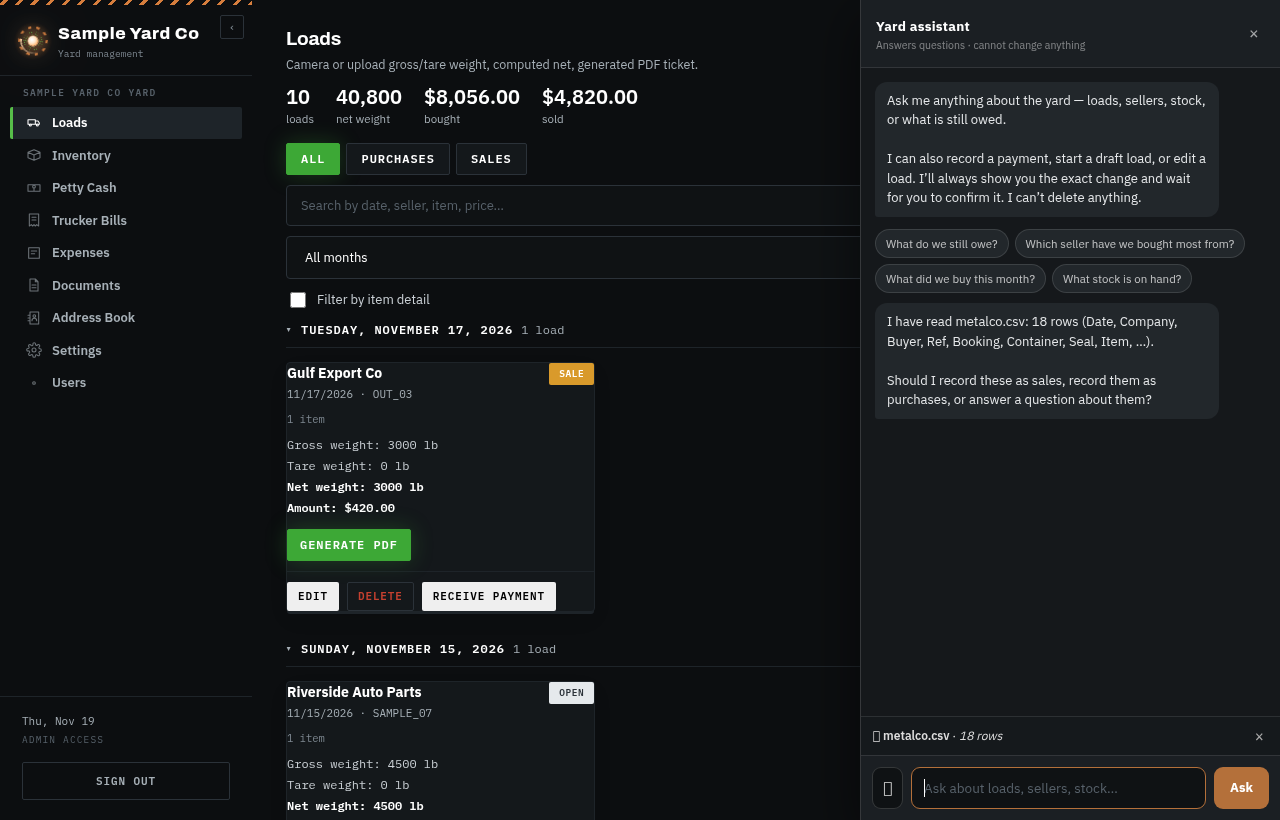 Sample Yard Co
Yard management
‹
SAMPLE YARD CO YARD
Loads
Inventory
Petty Cash
Trucker Bills
Expenses
Documents
Address Book
Settings
Users
Thu, Nov 19
ADMIN ACCESS
SIGN OUT
Loads
Camera or upload gross/tare weight, computed net, generated PDF ticket.
10 40,800 $8,056.00 $4,820.00
loads net weight bought sold
ALL PURCHASES SALES
Search by date, seller, item, price...
All months
Filter by item detail
▾ TUESDAY, NOVEMBER 17, 2026 1 load
Gulf Export Co SALE
11/17/2026 · OUT_03
1 item
Gross weight: 3000 lb
Tare weight: 0 lb
Net weight: 3000 lb
Amount: $420.00
GENERATE PDF
EDIT DELETE RECEIVE PAYMENT
▾ SUNDAY, NOVEMBER 15, 2026 1 load
Riverside Auto Parts OPEN
11/15/2026 · SAMPLE_07
1 item
Gross weight: 4500 lb
Tare weight: 0 lb
Net weight: 4500 lb
Yard assistant
Answers questions · cannot change anything
×
Ask me anything about the yard — loads, sellers, stock,
or what is still owed.
I can also record a payment, start a draft load, or edit a
load. I’ll always show you the exact change and wait
for you to confirm it. I can’t delete anything.
What do we still owe? Which seller have we bought most from?
What did we buy this month? What stock is on hand?
I have read metalco.csv: 18 rows (Date, Company,
Buyer, Ref, Booking, Container, Seal, Item, …).
Should I record these as sales, record them as
purchases, or answer a question about them?
metalco.csv · 18 rows ×
Ask about loads, sellers, stock...
Ask